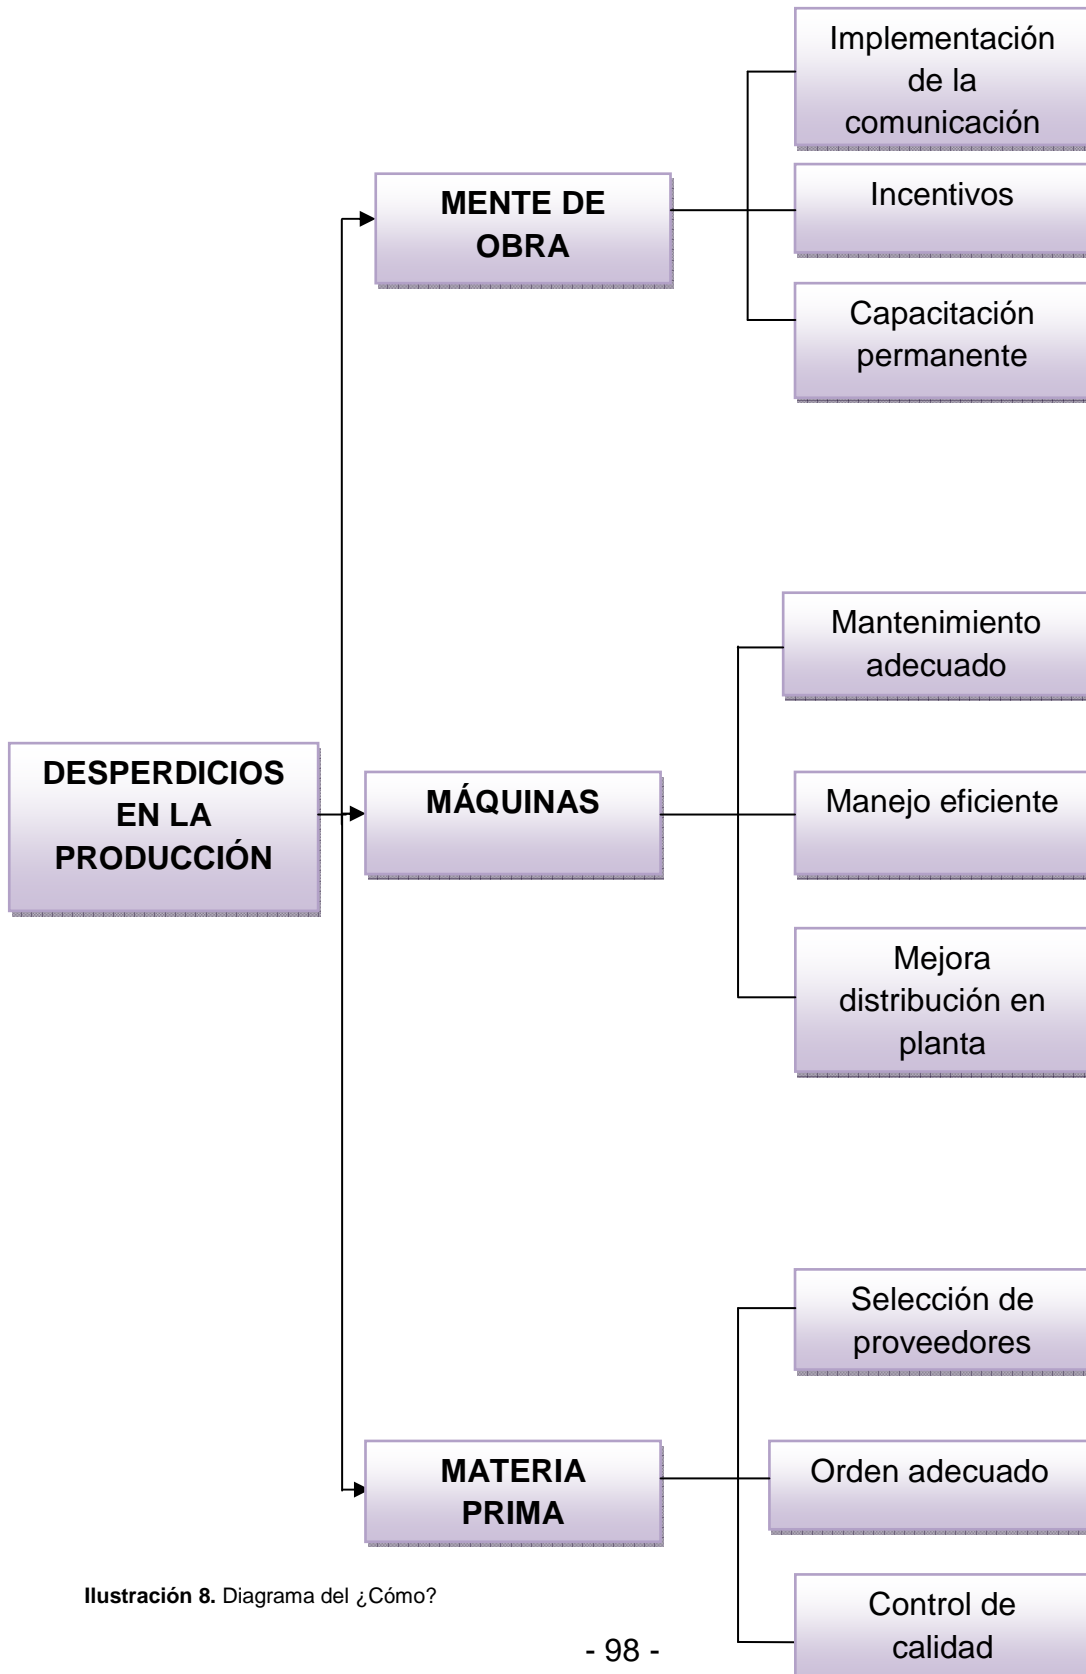 Implementación
de la
comunicación
MENTE DE
OBRA
Incentivos
Capacitación
permanente
Mantenimiento
adecuado
DESPERDICIOS
EN LA
PRODUCCIÓN
MÁQUINAS
Manejo eficiente
Mejora
distribución en
planta
Selección de
proveedores
MATERIA
PRIMA
Orden adecuado
Control de
calidad
Ilustración 8. Diagrama del ¿Cómo?
- 98 -